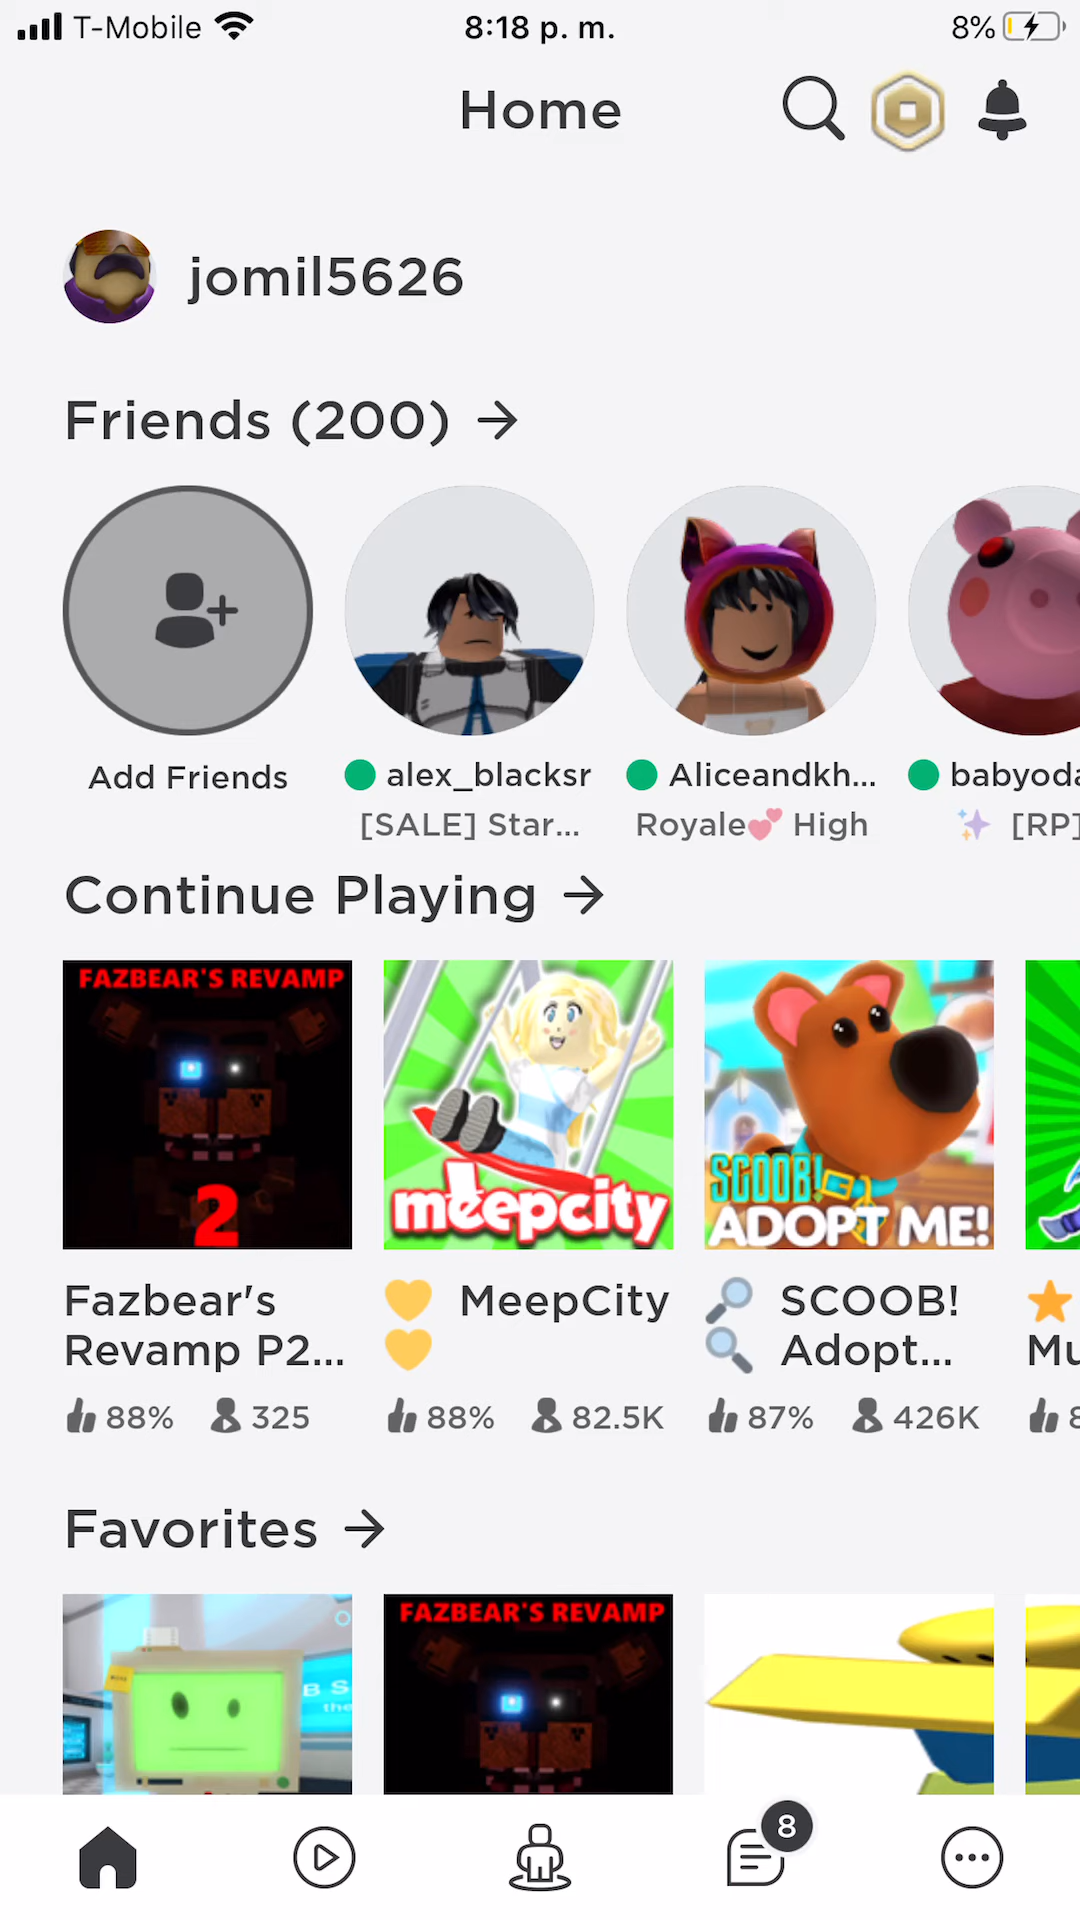 T-Mobile 8:18 p. m. 8%
Home
jomil5626
Friends (200) →
Add Friends
alex_blacksr
Aliceandkh...
babyoda
[SALE] Star...
Royale💕 High
✨ [RP]
Continue Playing →
FAZBEAR'S REVAMP
2
meepcity
SCOOB!
ADOPT ME!
Fazbear's
Revamp P2...
💛 MeepCity
💛
🔎 SCOOB!
🔍 Adopt...
⭐
Mu
88% 325
88% 82.5K
87% 426K
8
Favorites →
B S
the
FAZBEAR'S REVAMP
8